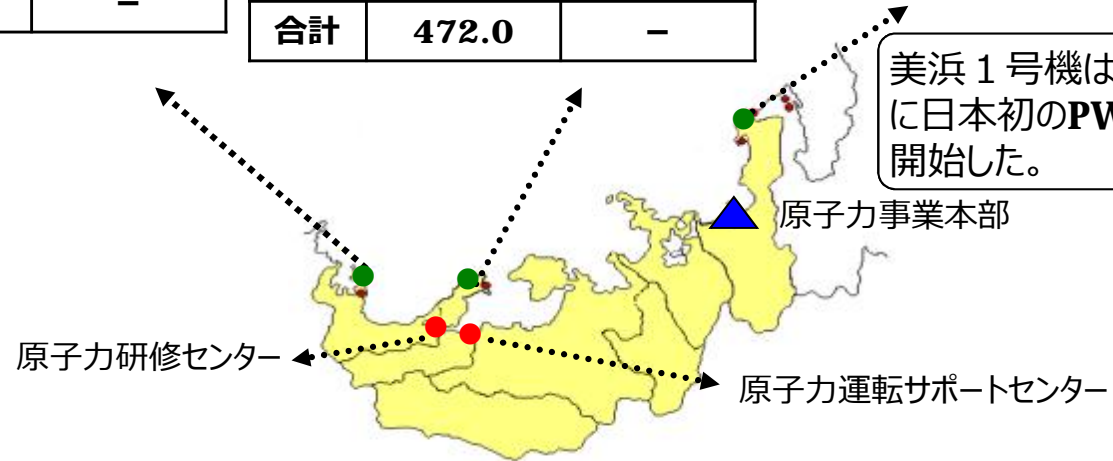 –
合計 472.0 –
美浜１号機は
に日本初のPW
開始した。
原子力事業本部
原子力研修センター
原子力運転サポートセンター